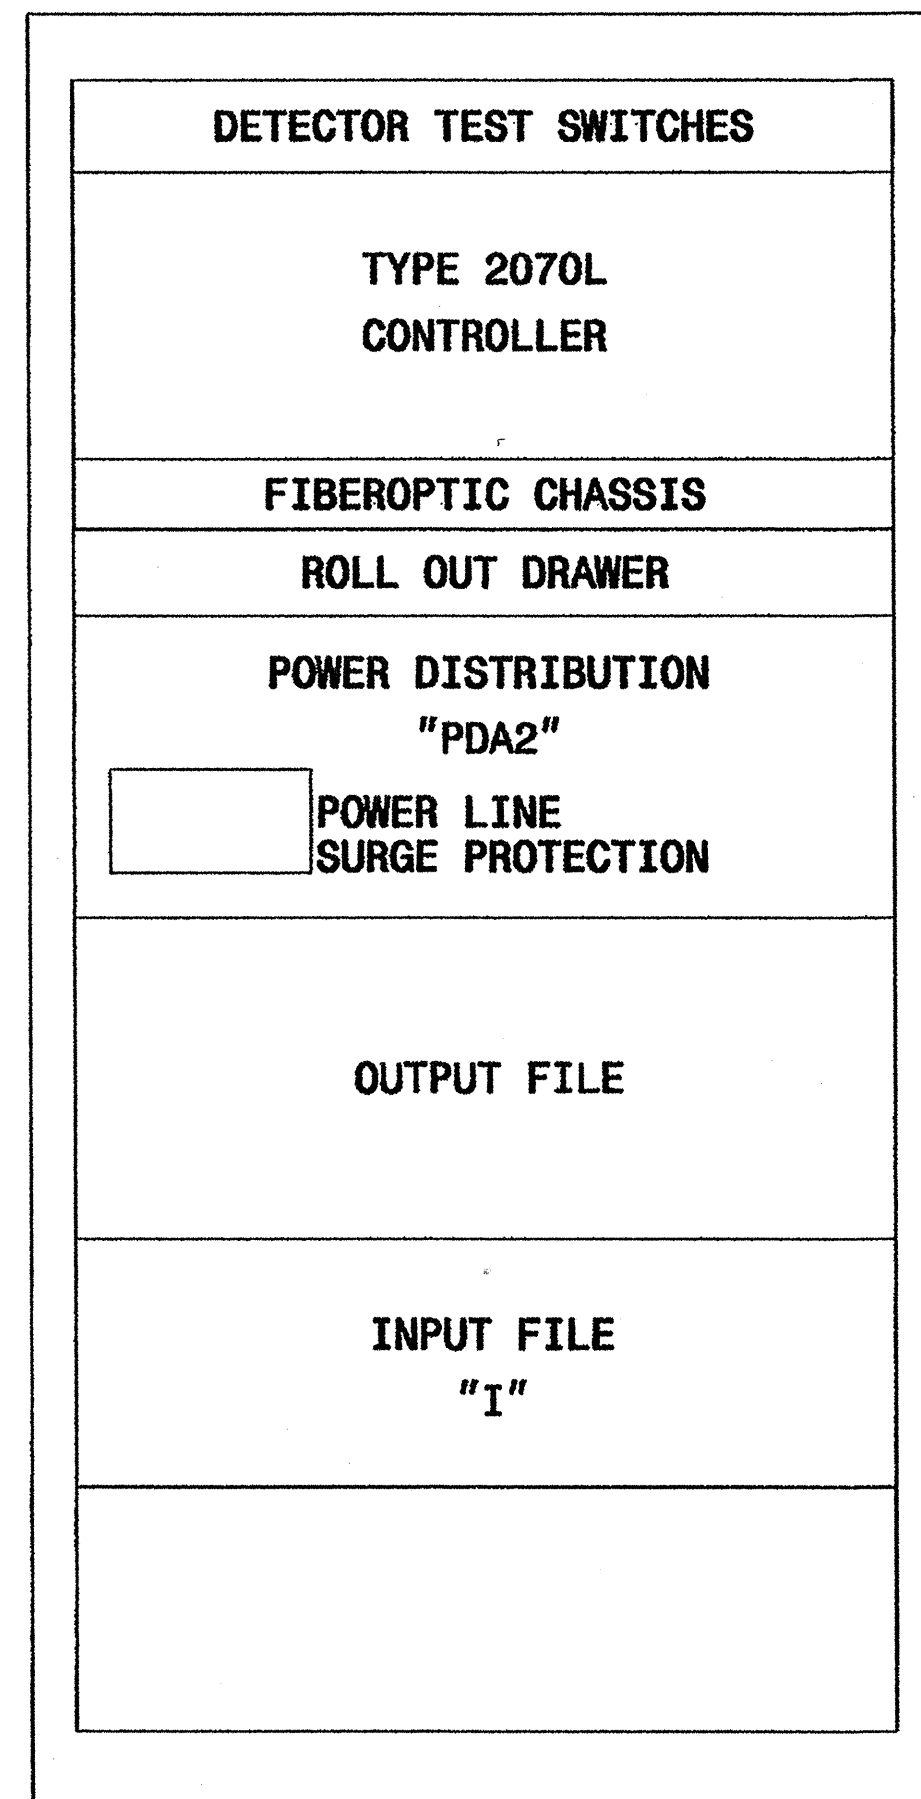 DETECTOR TEST SWITCHES
TYPE 2070L
CONTROLLER
FIBEROPTIC CHASSIS
ROLL OUT DRAWER
POWER DISTRIBUTION
"PDA2"
POWER LINE
SURGE PROTECTION
OUTPUT FILE
INPUT FILE
"I"